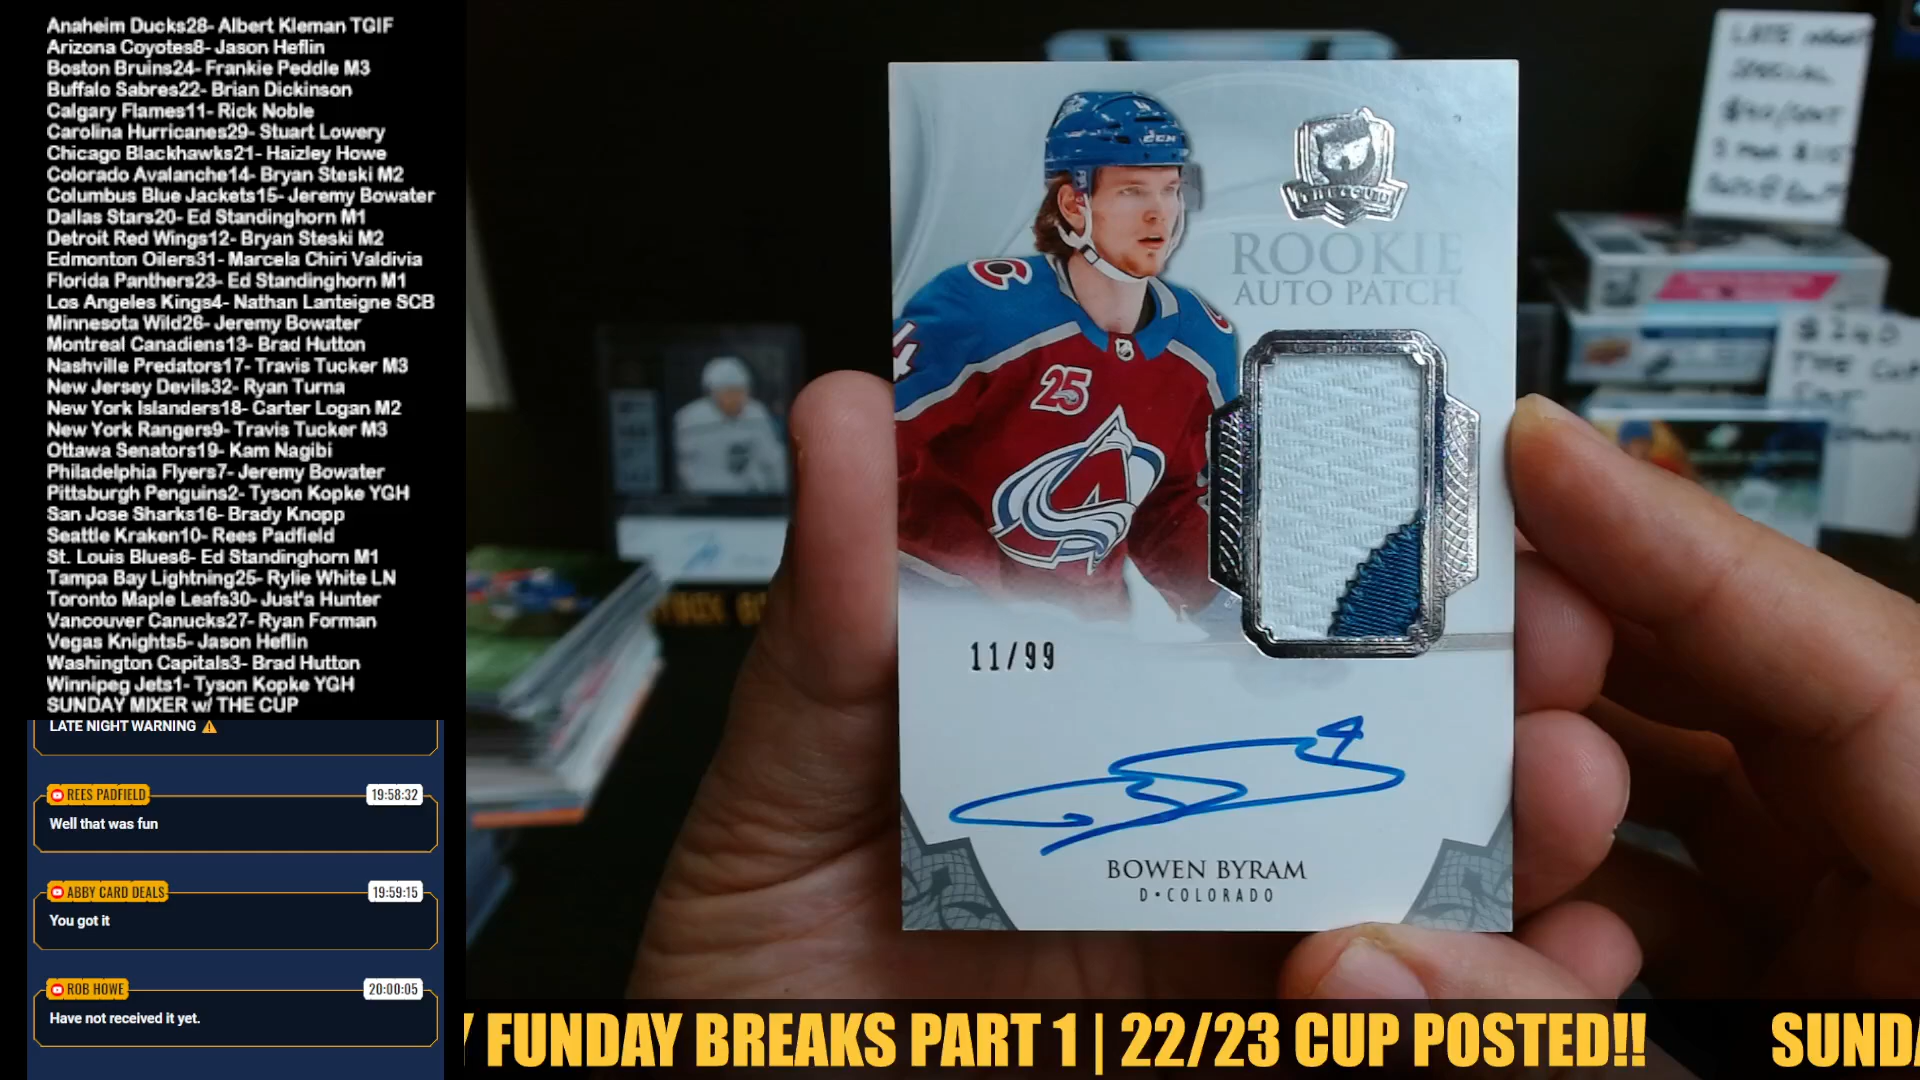 Anaheim Ducks28- Albert Kleman TGIF
Arizona Coyotes8- Jason Heflin
Boston Bruins24- Frankie Peddle M3
Buffalo Sabres22- Brian Dickinson
Calgary Flames11- Rick Noble
Carolina Hurricanes29- Stuart Lowery
Chicago Blackhawks21- Haizley Howe
Colorado Avalanche14- Bryan Steski M2
Columbus Blue Jackets15- Jeremy Bowater
Dallas Stars20- Ed Standinghorn M1
Detroit Red Wings12- Bryan Steski M2
Edmonton Oilers31- Marcela Chiri Valdivia
Florida Panthers23- Ed Standinghorn M1
Los Angeles Kings4- Nathan Lanteigne SCB
Minnesota Wild26- Jeremy Bowater
Montreal Canadiens13- Brad Hutton
Nashville Predators17- Travis Tucker M3
New Jersey Devils32- Ryan Turna
New York Islanders18- Carter Logan M2
New York Rangers9- Travis Tucker M3
Ottawa Senators19- Kam Nagibi
Philadelphia Flyers7- Jeremy Bowater
Pittsburgh Penguins2- Tyson Kopke YGH
San Jose Sharks16- Brady Knopp
Seattle Kraken10- Rees Padfield
St. Louis Blues6- Ed Standinghorn M1
Tampa Bay Lightning25- Rylie White LN
Toronto Maple Leafs30- Just'a Hunter
Vancouver Canucks27- Ryan Forman
Vegas Knights5- Jason Heflin
Washington Capitals3- Brad Hutton
Winnipeg Jets1- Tyson Kopke YGH
SUNDAY MIXER w/ THE CUP
LATE NIGHT WARNING ⚠
REES PADFIELD 19:58:32
Well that was fun
ABBY CARD DEALS 19:59:15
You got it
ROB HOWE 20:00:05
Have not received it yet.
THE CUP
ROOKIE
AUTO PATCH
CCM
4
25
11/99
BOWEN BYRAM
D • COLORADO
LATE NIGHT
SPECIAL
$240
THE CUP
/ FUNDAY BREAKS PART 1 | 22/23 CUP POSTED!! SUNDA